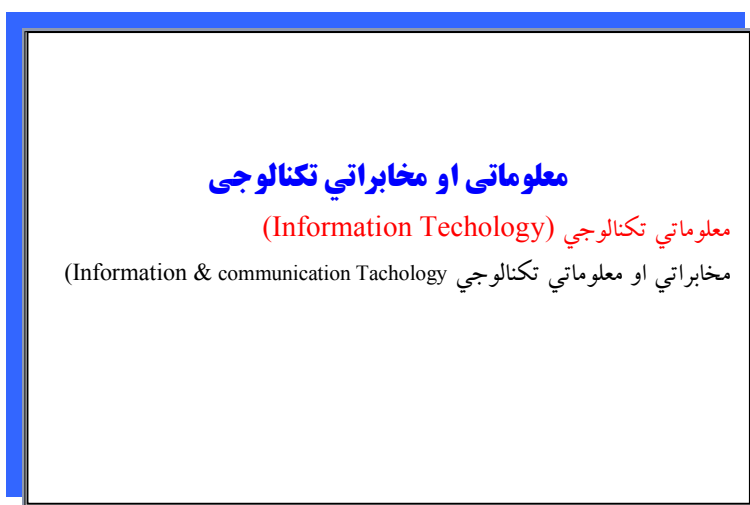 معلوماتی او مخابراتي تکنالوجی
معلوماتي تکنالوجي (Information Techology)
مخابراتي او معلوماتي تکنالوجي Information & communication Tachology)